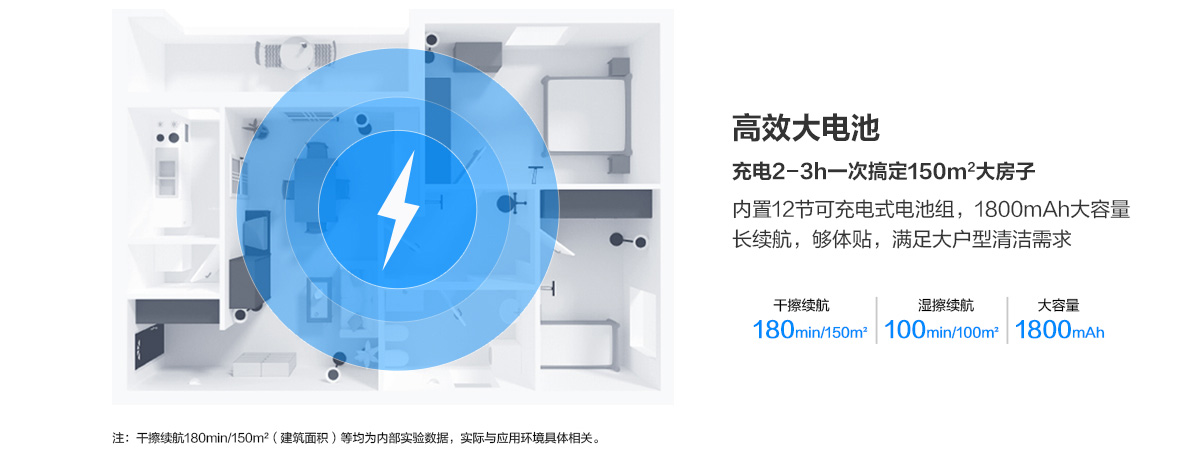 高效大电池
充电2-3h一次搞定150m²大房子
内置12节可充电式电池组，1800mAh大容量
长续航，够体贴，满足大户型清洁需求
干擦续航
180min/150m²
湿擦续航
100min/100m²
大容量
1800mAh
注：干擦续航180min/150m²（建筑面积）等均为内部实验数据，实际与应用环境具体相关。